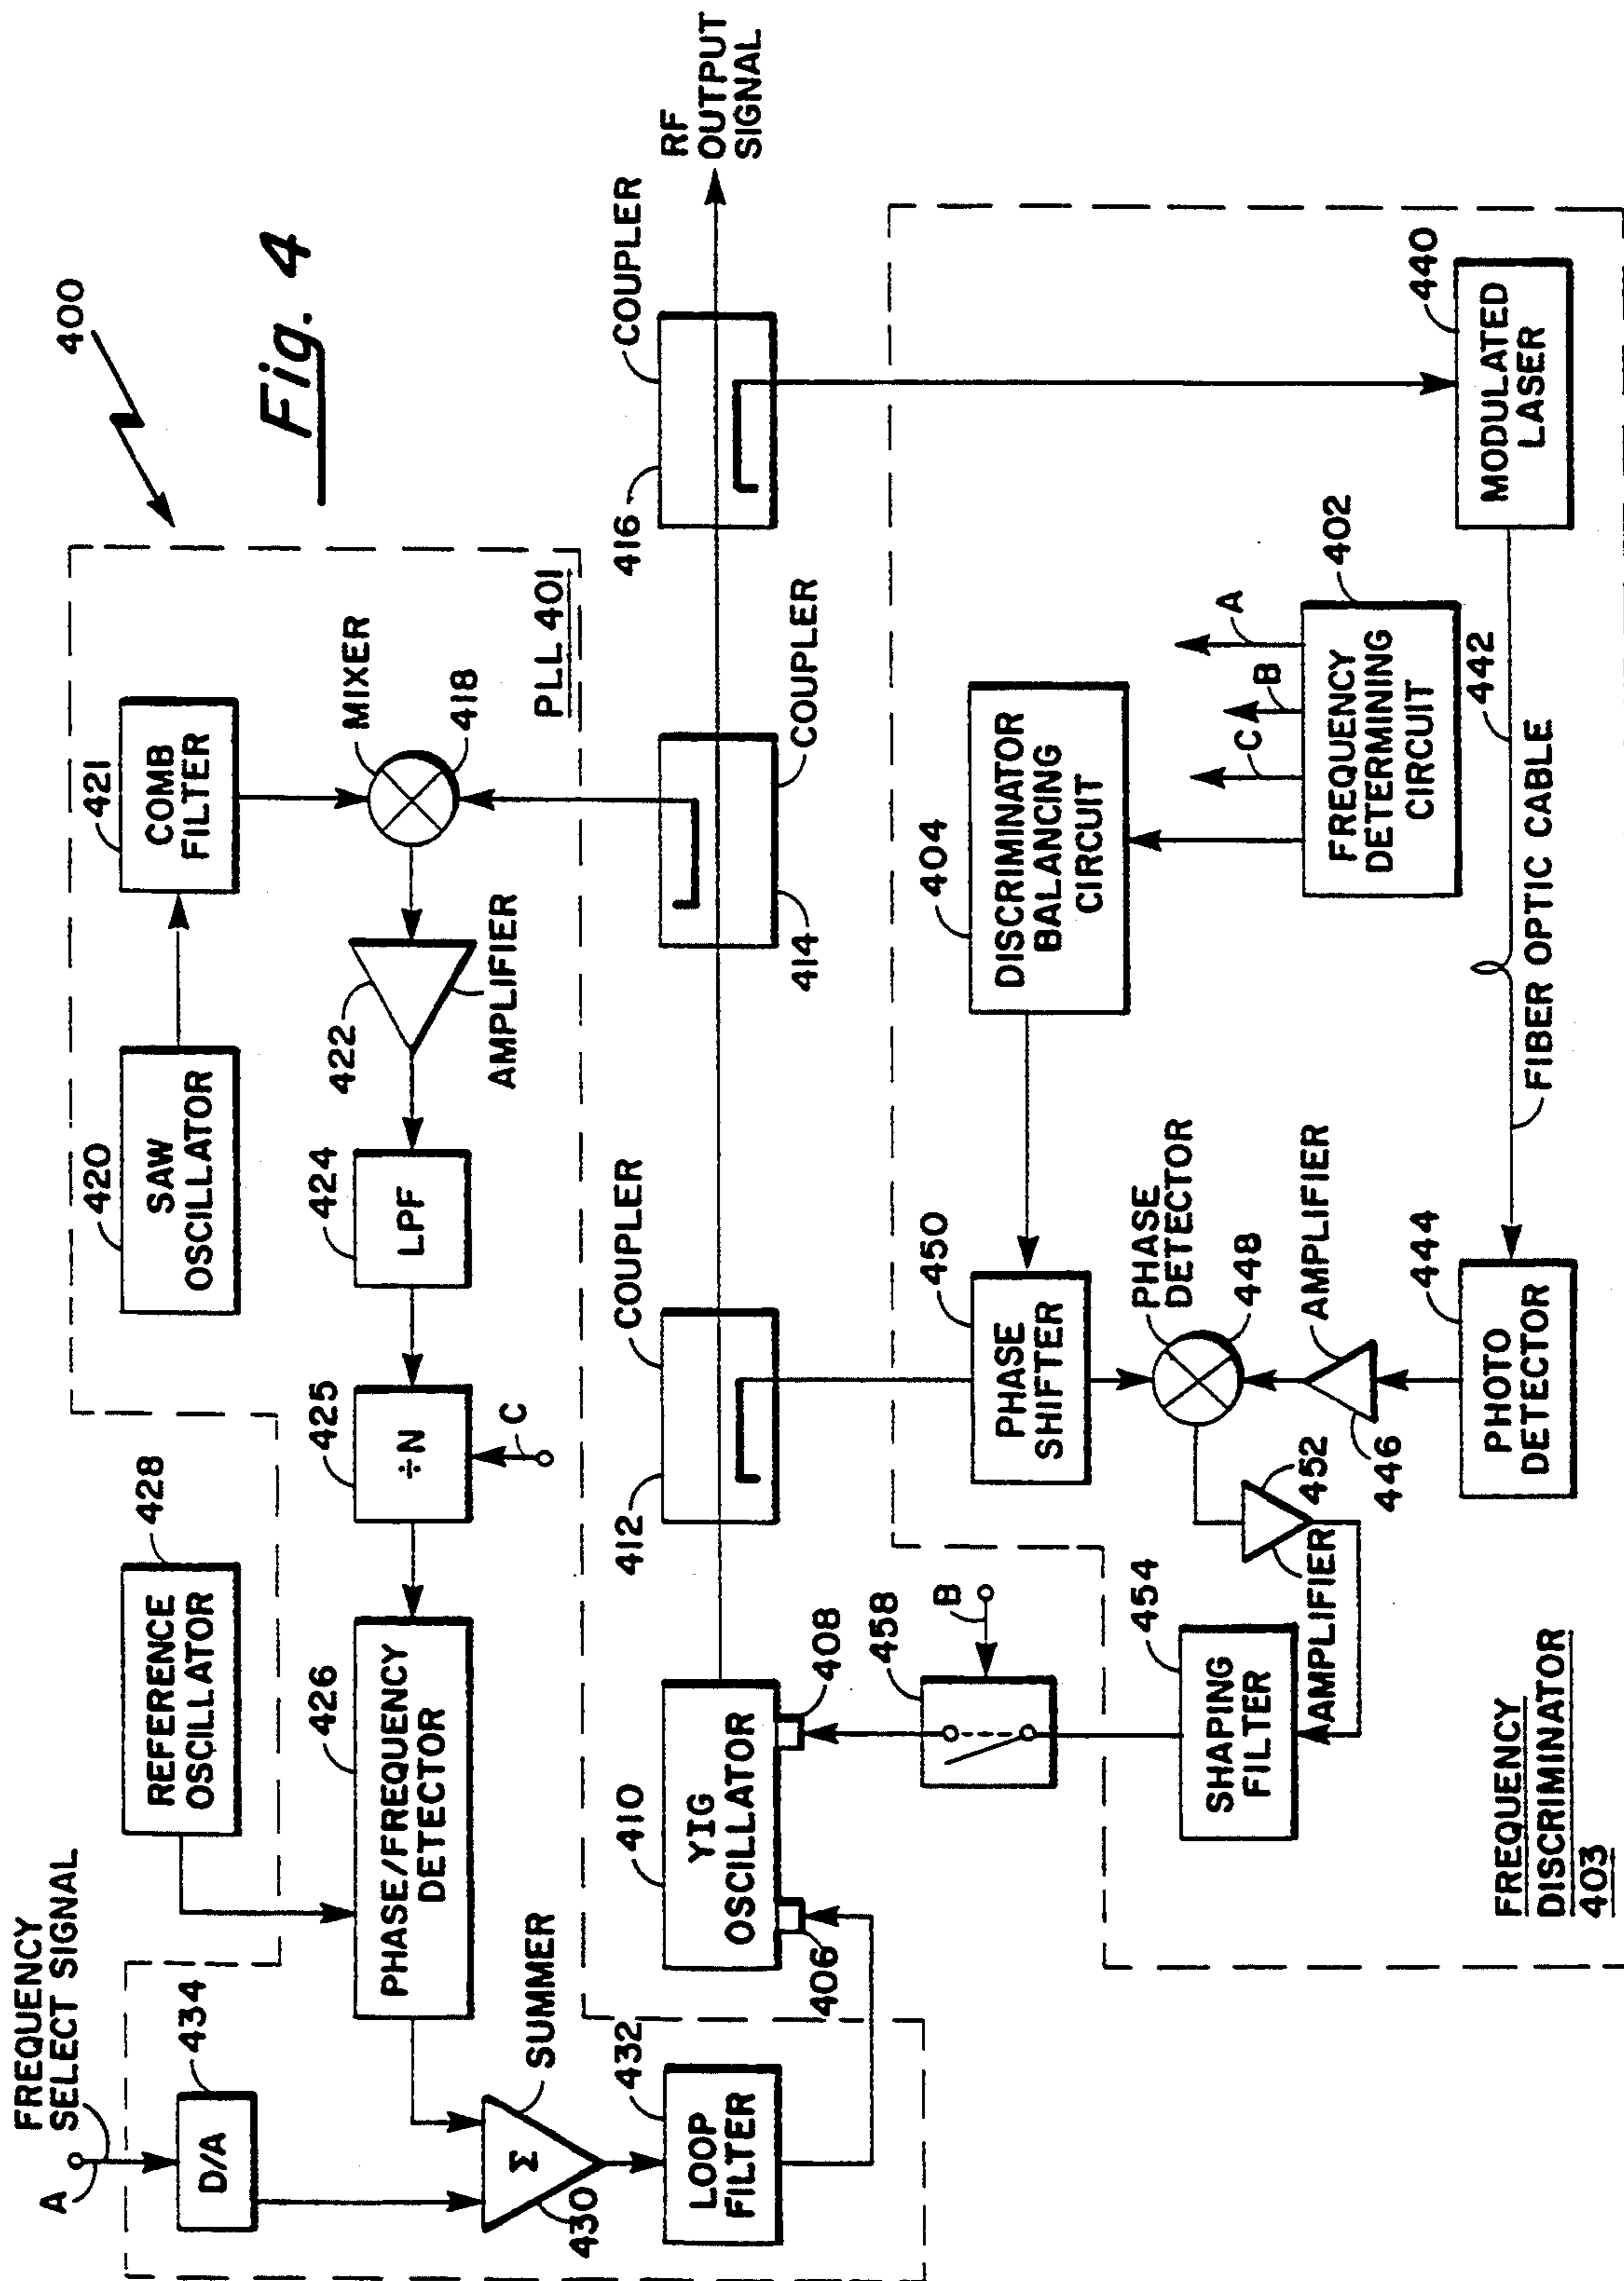 Fig. 4
400
FREQUENCY
SELECT SIGNAL
A
434
D/A
REFERENCE
OSCILLATOR
428
420
SAW
OSCILLATOR
421
COMB
FILTER
MIXER
418
PLL 401
422
AMPLIFIER
424
LPF
425
÷N
C
426
PHASE/FREQUENCY
DETECTOR
SUMMER
Σ
430
432
LOOP
FILTER
406
408
410
YIG
OSCILLATOR
412
COUPLER
414
COUPLER
416
COUPLER
RF
OUTPUT
SIGNAL
458
B
454
SHAPING
FILTER
AMPLIFIER
452
450
PHASE
SHIFTER
PHASE
DETECTOR
448
AMPLIFIER
446
444
PHOTO
DETECTOR
404
DISCRIMINATOR
BALANCING
CIRCUIT
C
B
A
402
FREQUENCY
DETERMINING
CIRCUIT
442
FIBER OPTIC CABLE
440
MODULATED
LASER
FREQUENCY
DISCRIMINATOR
403